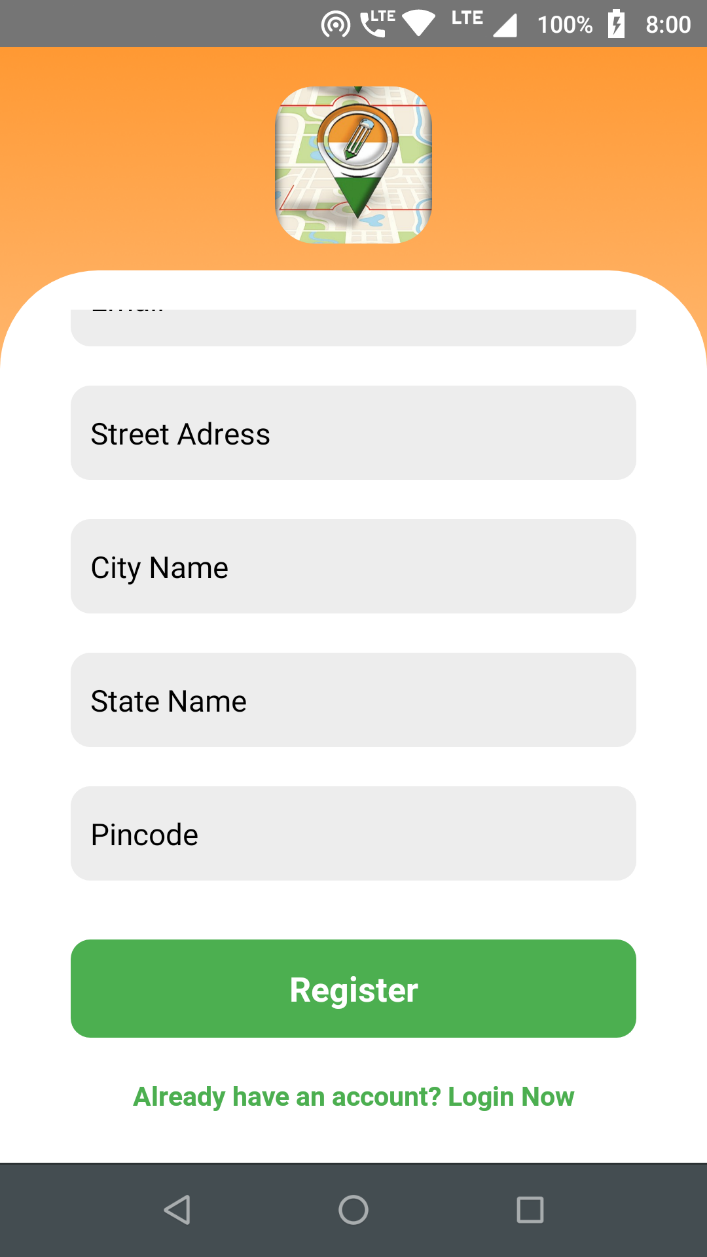 LTE LTE 100% 8:00
Email
Street Adress
City Name
State Name
Pincode
Register
Already have an account? Login Now